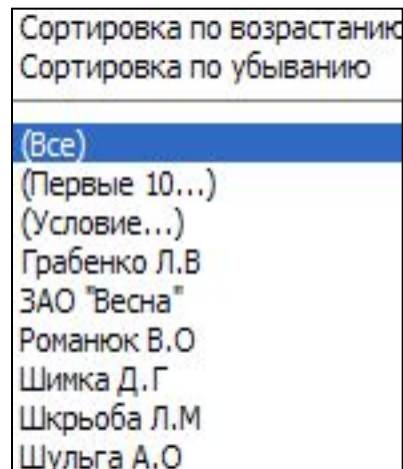 Сортировка по возрастанию
Сортировка по убыванию
(Все)
(Первые 10...)
(Условие...)
Грабенко Л.В
ЗАО "Весна"
Романюк В.О
Шимка Д.Г
Шкрьоба Л.М
Шульга А.О